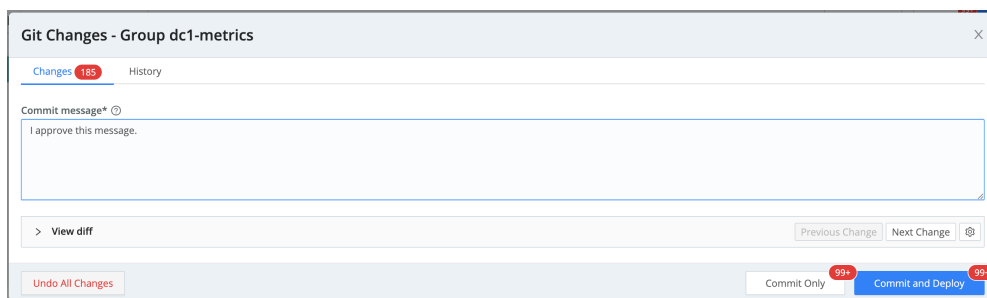 Git Changes - Group dc1-metrics
Changes 185 History
Commit message*
I approve this message.
View diff Previous Change Next Change
Undo All Changes Commit Only 99+ Commit and Deploy 99+